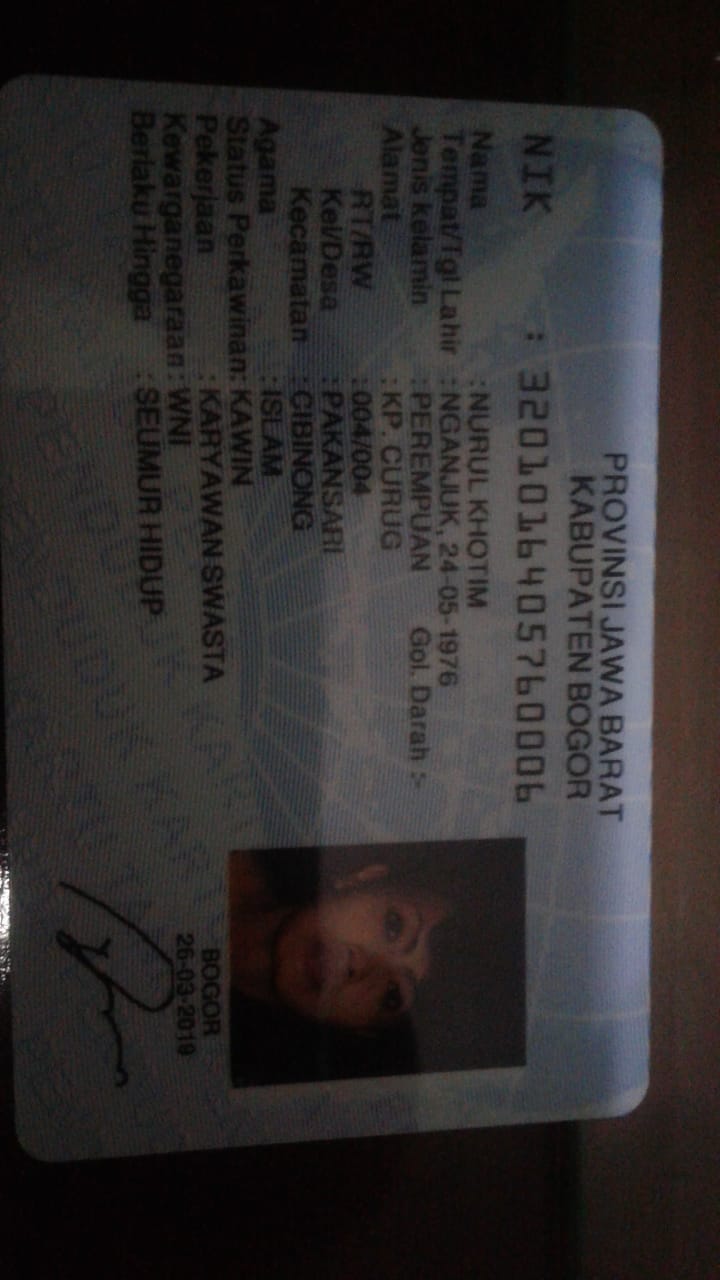 PROVINSI JAWA BARAT
KABUPATEN BOGOR
NIK : 3201016405760006
Nama : NURUL KHOTIM
Tempat/Tgl Lahir : NGANJUK, 24-05-1976
Jenis kelamin : PEREMPUAN Gol. Darah :-
Alamat : KP. CURUG
RT/RW : 004/004
Kel/Desa : PAKANSARI
Kecamatan : CIBINONG
Agama : ISLAM
Status Perkawinan: KAWIN
Pekerjaan : KARYAWAN SWASTA
Kewarganegaraan: WNI
Berlaku Hingga : SEUMUR HIDUP
BOGOR
26-03-2019